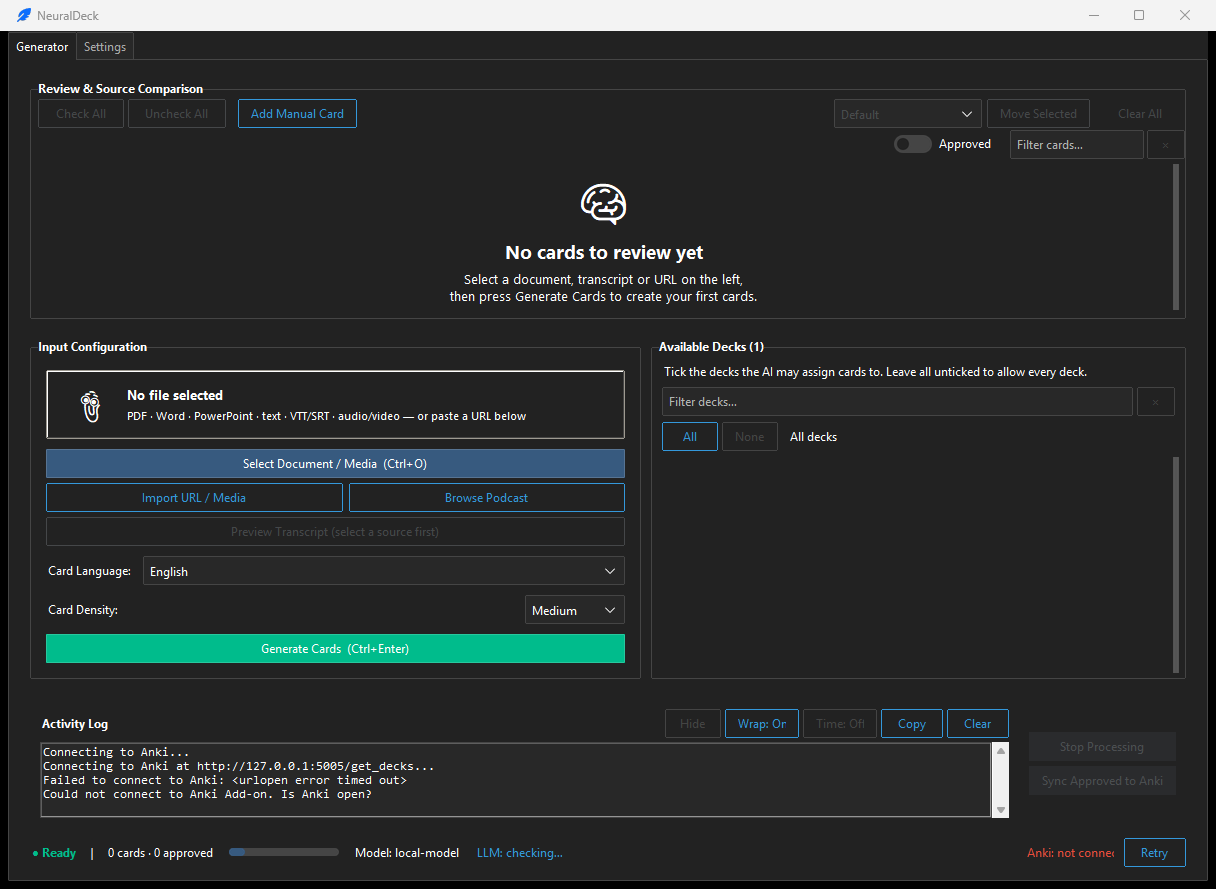 NeuralDeck
Generator Settings
Review & Source Comparison
Check All Uncheck All Add Manual Card Default Move Selected Clear All
Approved Filter cards... ×
No cards to review yet
Select a document, transcript or URL on the left,
then press Generate Cards to create your first cards.
Input Configuration
No file selected
PDF · Word · PowerPoint · text · VTT/SRT · audio/video — or paste a URL below
Select Document / Media (Ctrl+O)
Import URL / Media Browse Podcast
Preview Transcript (select a source first)
Card Language: English
Card Density: Medium
Generate Cards (Ctrl+Enter)
Available Decks (1)
Tick the decks the AI may assign cards to. Leave all unticked to allow every deck.
Filter decks... ×
All None All decks
Activity Log Hide Wrap: On Time: Off Copy Clear
Connecting to Anki...
Connecting to Anki at http://127.0.0.1:5005/get_decks...
Failed to connect to Anki: <urlopen error timed out>
Could not connect to Anki Add-on. Is Anki open?
Stop Processing
Sync Approved to Anki
● Ready | 0 cards · 0 approved Model: local-model LLM: checking... Anki: not connec Retry